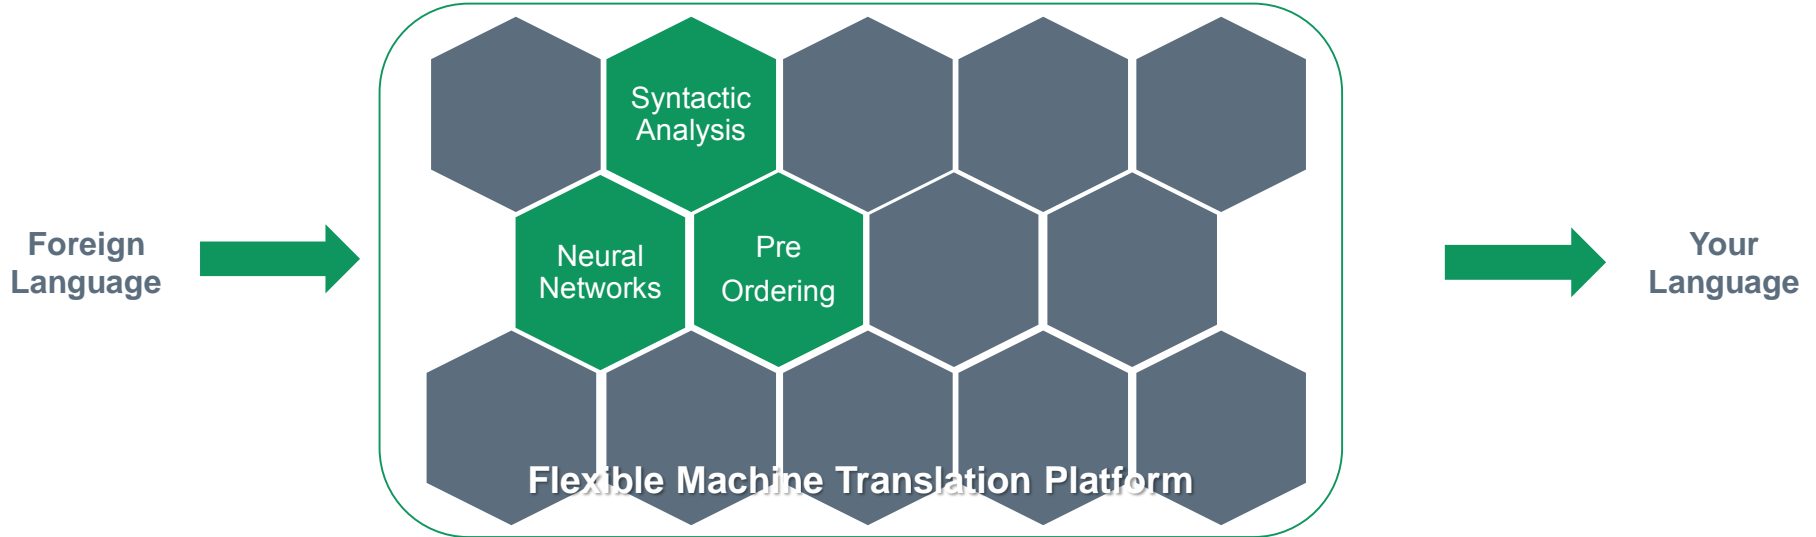 Syntactic
Analysis
Foreign
Language
Neural
Networks
Pre
Ordering
Your
Language
Flexible Machine Translation Platform